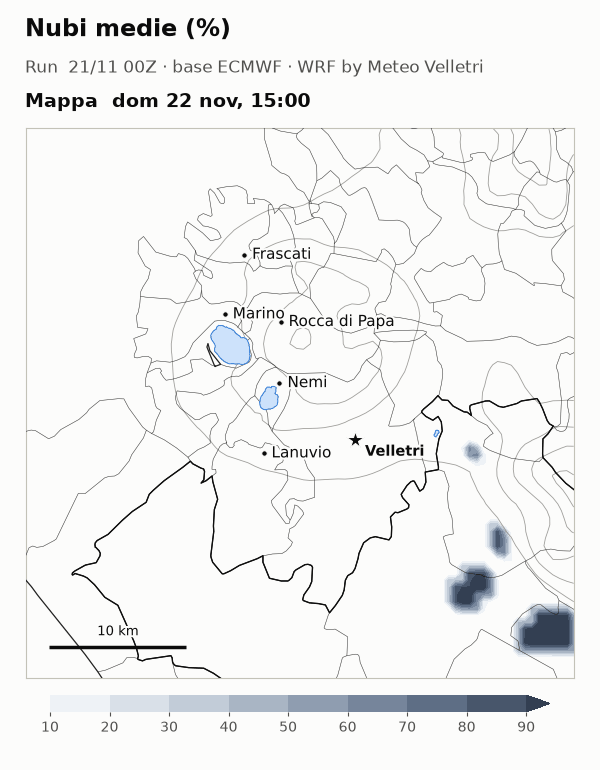 Nubi medie (%)
Run  21/11 00Z · base ECMWF · WRF by Meteo Velletri
Mappa  dom 22 nov, 15:00
Frascati
Marino
Rocca di Papa
Nemi
Velletri
Lanuvio
10 km
10 20 30 40 50 60 70 80 90